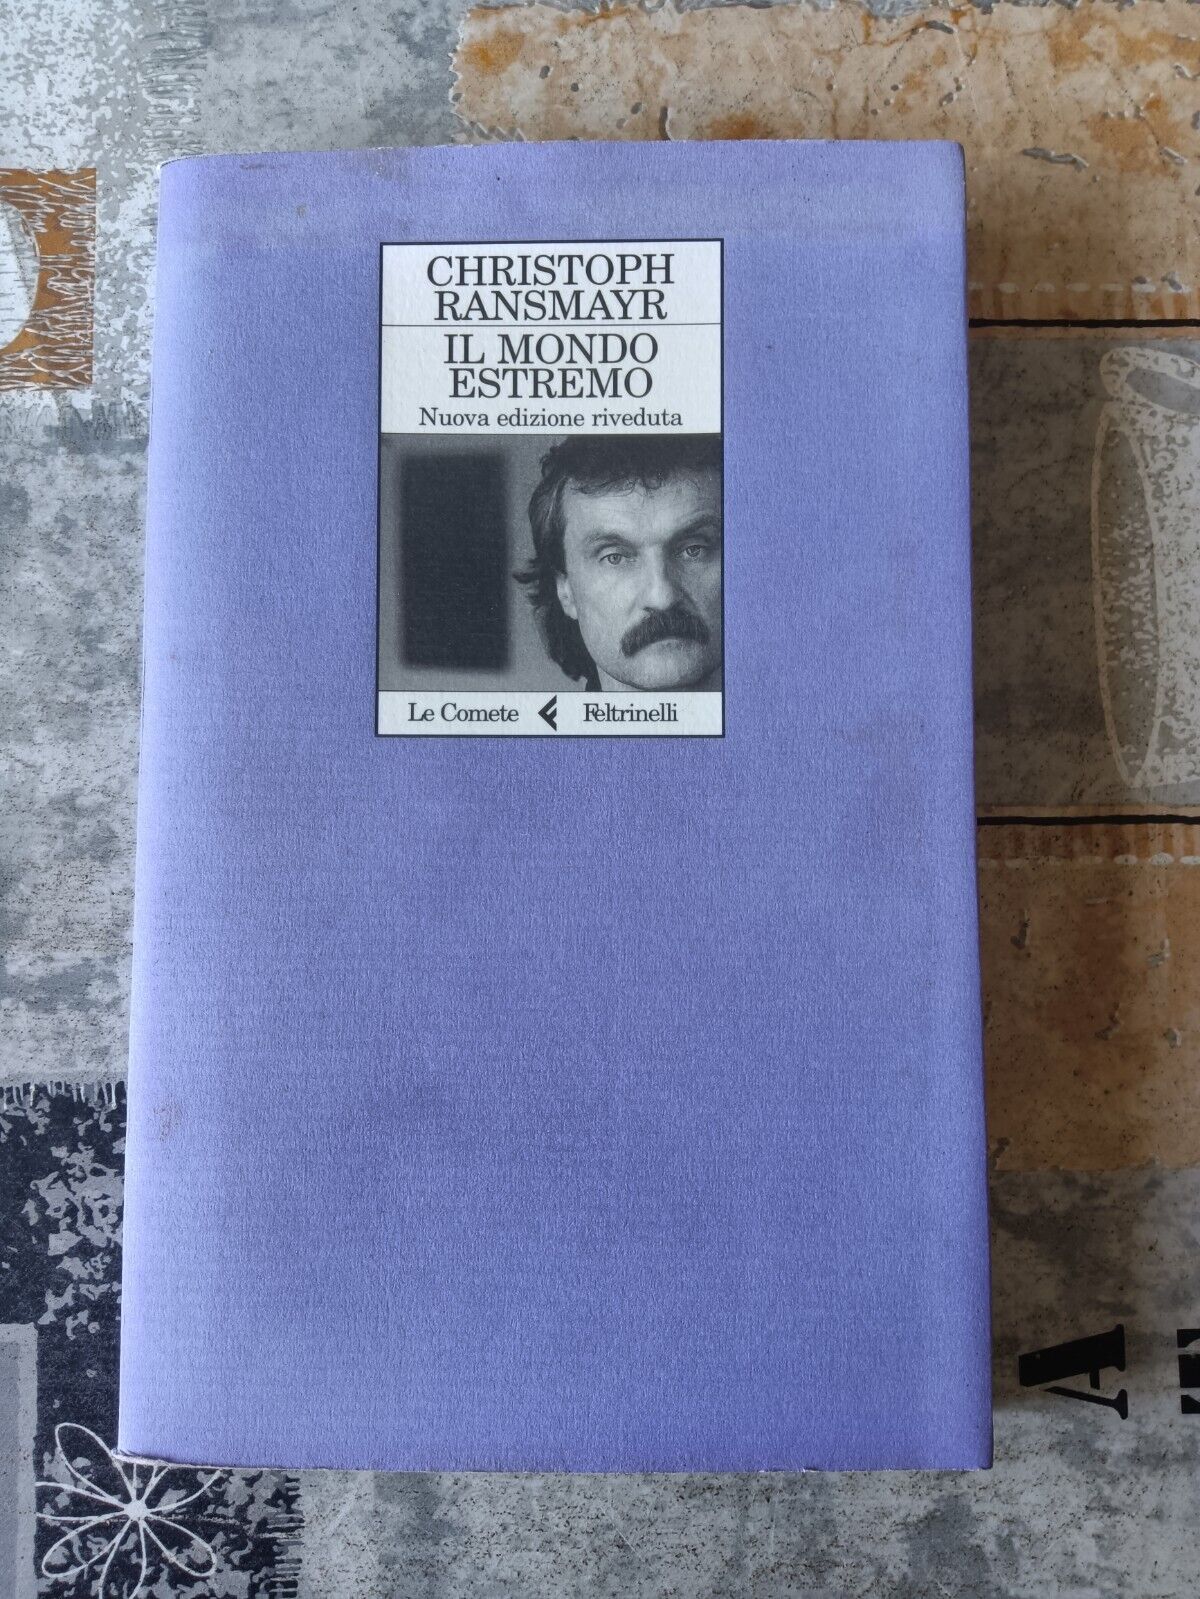 CHRISTOPH
RANSMAYR
IL MONDO
ESTREMO
Nuova edizione riveduta
Le Comete Feltrinelli
A